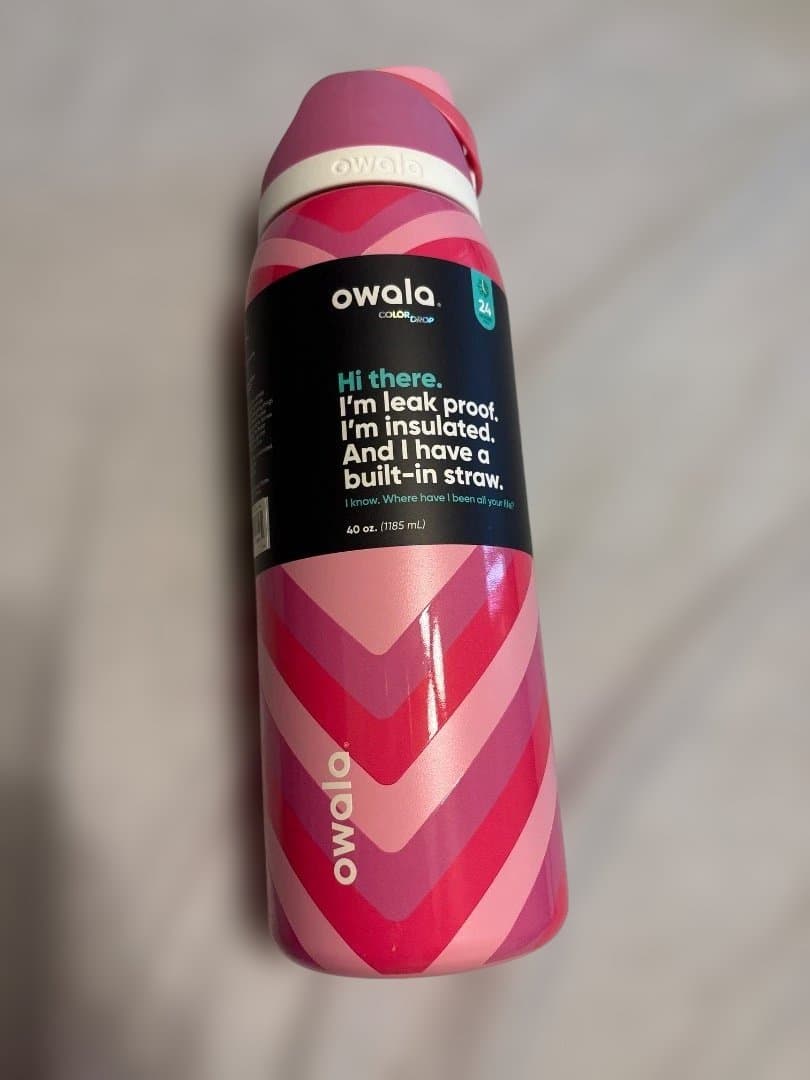 owala
owala®
COLOR DROP
24
Hi there.
I'm leak proof.
I'm insulated.
And I have a
built-in straw.
I know. Where have I been all your life?
40 oz. (1185 mL)
owala®